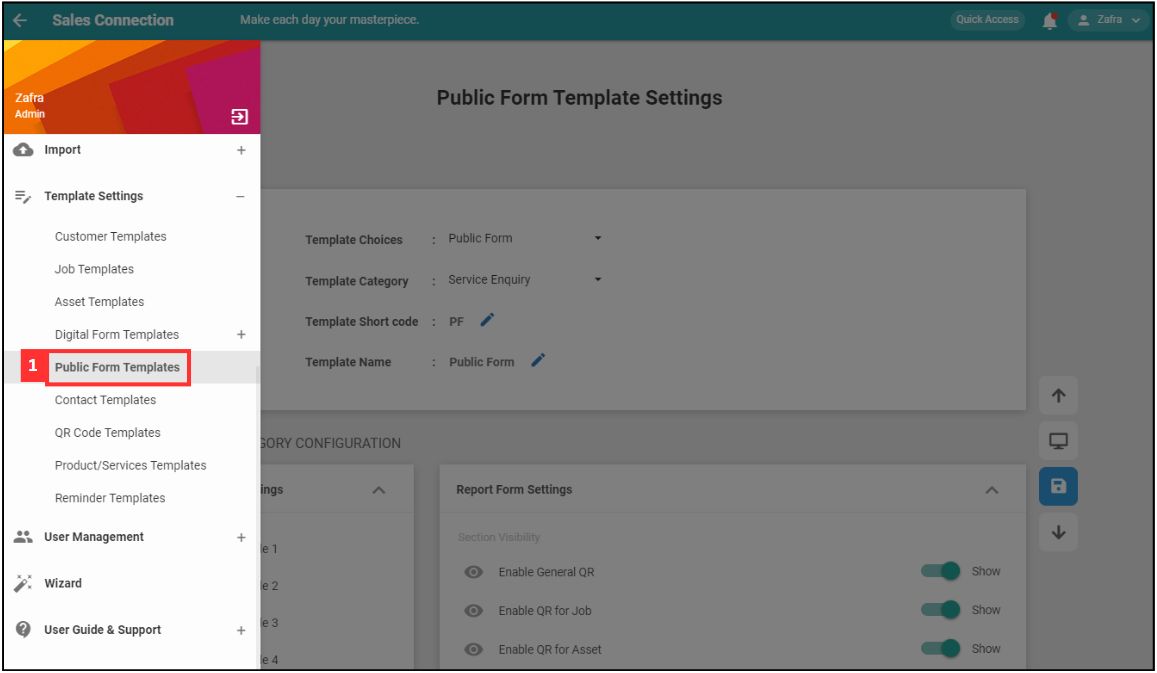 Sales Connection
Make each day your masterpiece.
Quick Access
Zafra
Zafra
Admin
Import
Template Settings
Customer Templates
Job Templates
Asset Templates
Digital Form Templates
1 Public Form Templates
Contact Templates
QR Code Templates
Product/Services Templates
Reminder Templates
User Management
Wizard
User Guide & Support
Public Form Template Settings
Template Choices : Public Form
Template Category : Service Enquiry
Template Short code : PF
Template Name : Public Form
GORY CONFIGURATION
ings
le 1
le 2
le 3
le 4
Report Form Settings
Section Visibility
Enable General QR Show
Enable QR for Job Show
Enable QR for Asset Show